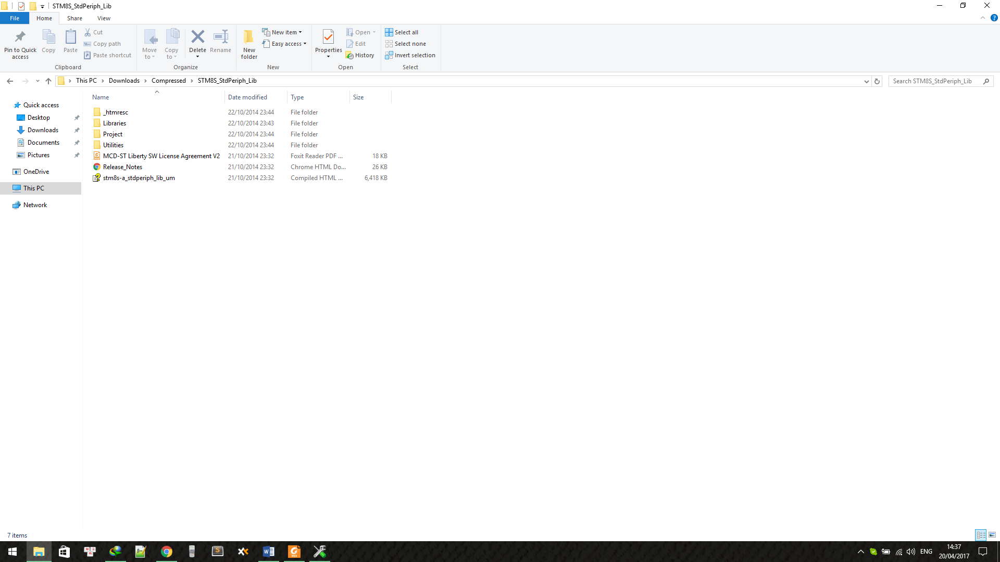 STM8S_StdPeriph_Lib
File Home Share View
Pin to Quick access
Copy
Paste
Cut
Copy path
Paste shortcut
Clipboard
Move to
Copy to
Delete
Rename
Organize
New folder
New item
Easy access
New
Properties
Open
Edit
History
Open
Select all
Select none
Invert selection
Select
This PC > Downloads > Compressed > STM8S_StdPeriph_Lib
Search STM8S_StdPeriph_Lib
Quick access
Desktop
Downloads
Documents
Pictures
OneDrive
This PC
Network
Name Date modified Type Size
_htmresc 22/10/2014 23:44 File folder
Libraries 22/10/2014 23:43 File folder
Project 22/10/2014 23:44 File folder
Utilities 22/10/2014 23:44 File folder
MCD-ST Liberty SW License Agreement V2 21/10/2014 23:32 Foxit Reader PDF ... 18 KB
Release_Notes 21/10/2014 23:32 Chrome HTML Do... 26 KB
stm8s-a_stdperiph_lib_um 21/10/2014 23:32 Compiled HTML ... 6,418 KB
7 items
ENG
14:37
20/04/2017